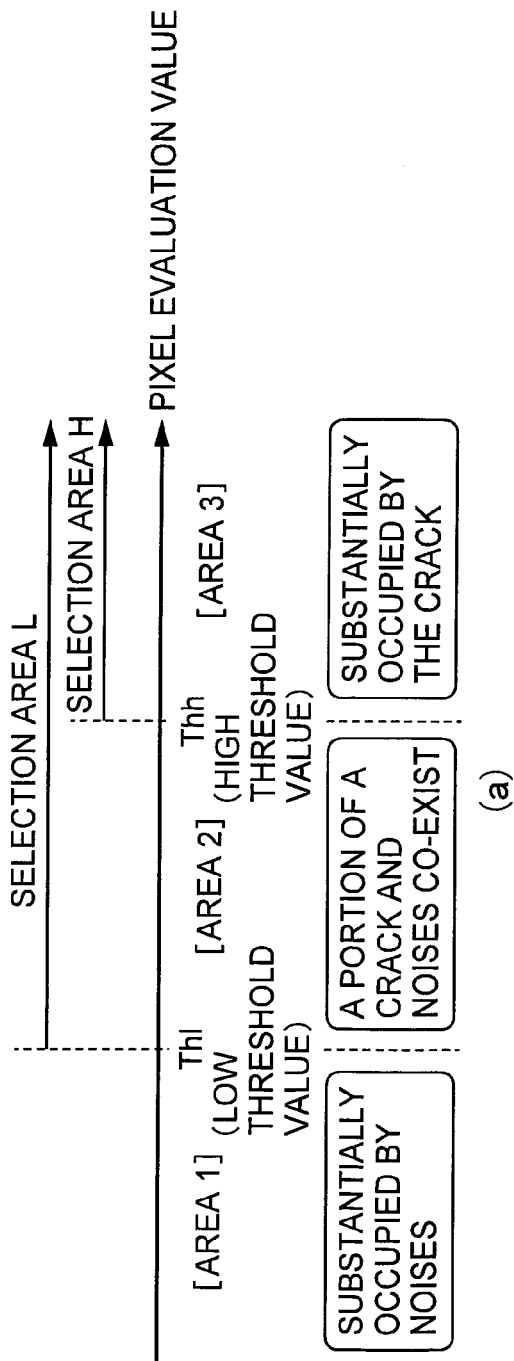 SELECTION AREA L
SELECTION AREA H
PIXEL EVALUATION VALUE
[AREA 1]
Thl
(LOW
THRESHOLD
VALUE)
[AREA 2]
Thh
(HIGH
THRESHOLD
VALUE)
[AREA 3]
SUBSTANTIALLY
OCCUPIED BY
NOISES
A PORTION OF A
CRACK AND
NOISES CO-EXIST
SUBSTANTIALLY
OCCUPIED BY
THE CRACK
(a)